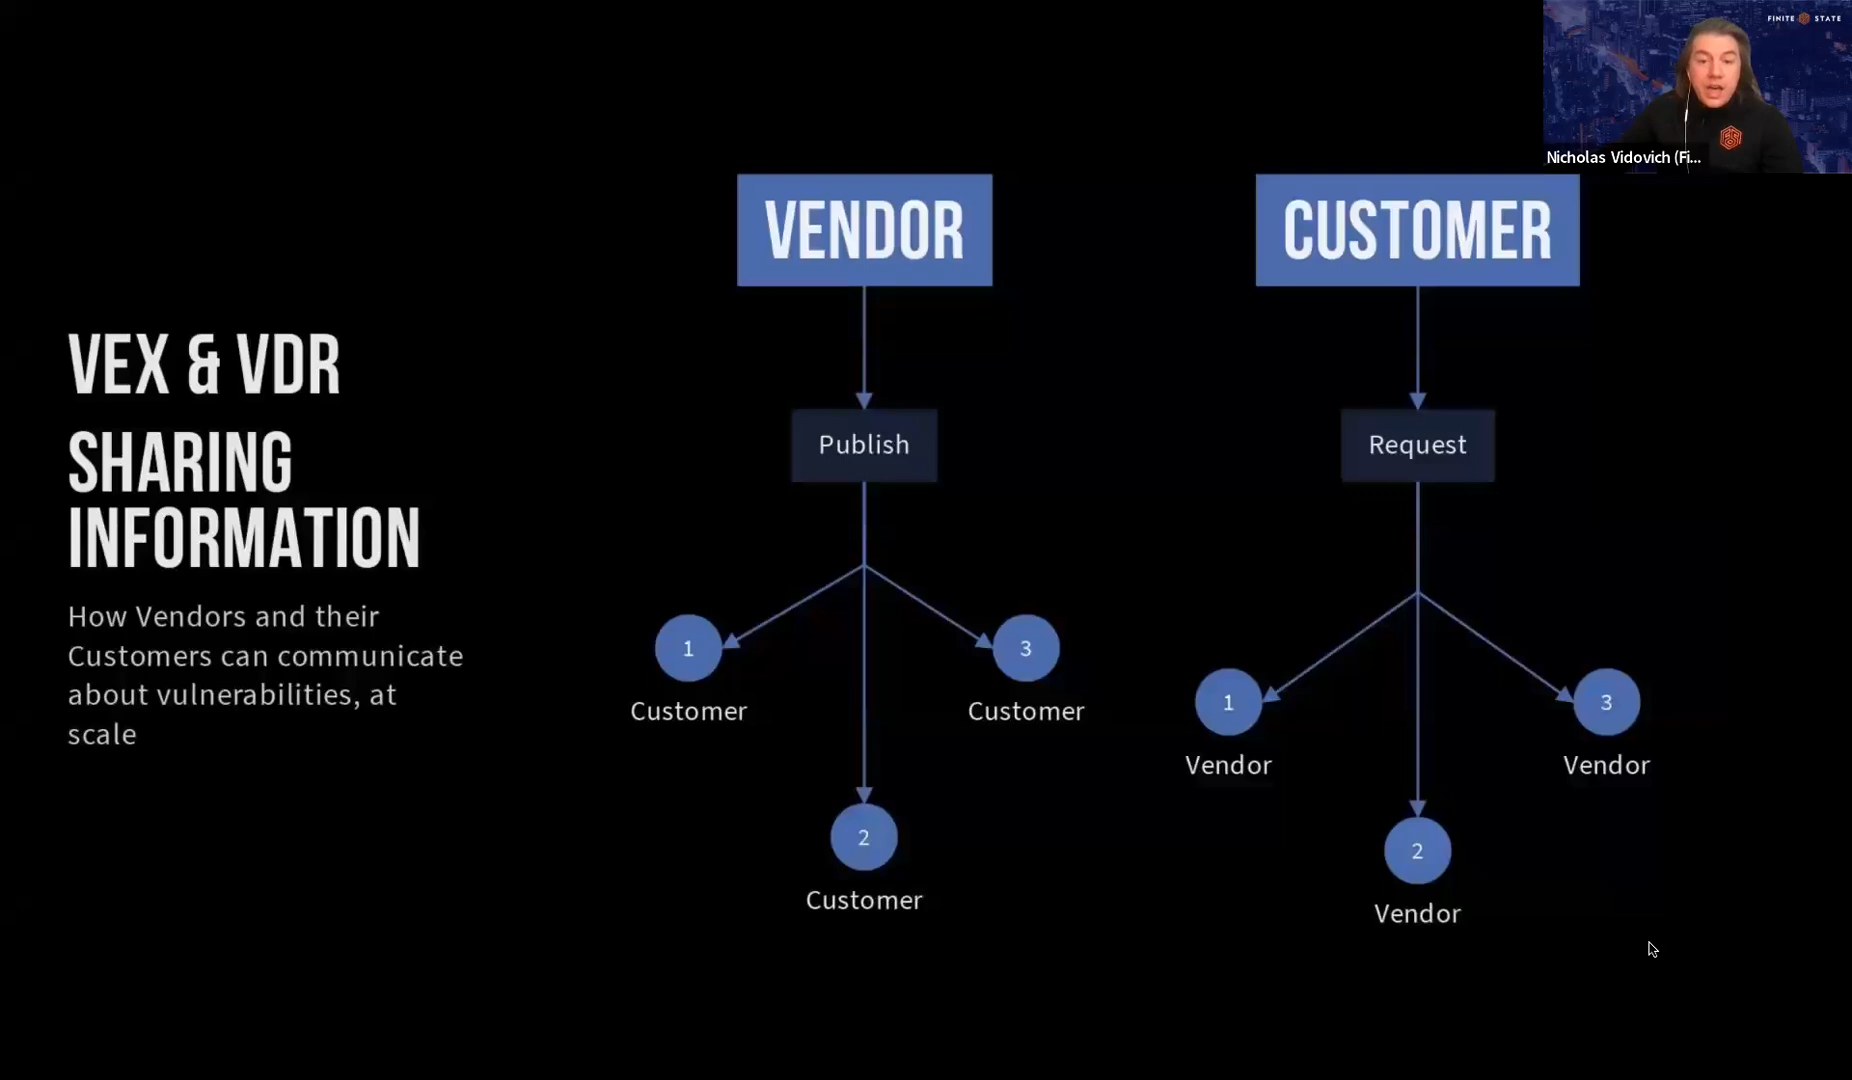 FINITE STATE
Nicholas Vidovich (Fi...
VEX & VDR
SHARING
INFORMATION
How Vendors and their
Customers can communicate
about vulnerabilities, at
scale
VENDOR
Publish
1
Customer
2
Customer
3
Customer
CUSTOMER
Request
1
Vendor
2
Vendor
3
Vendor